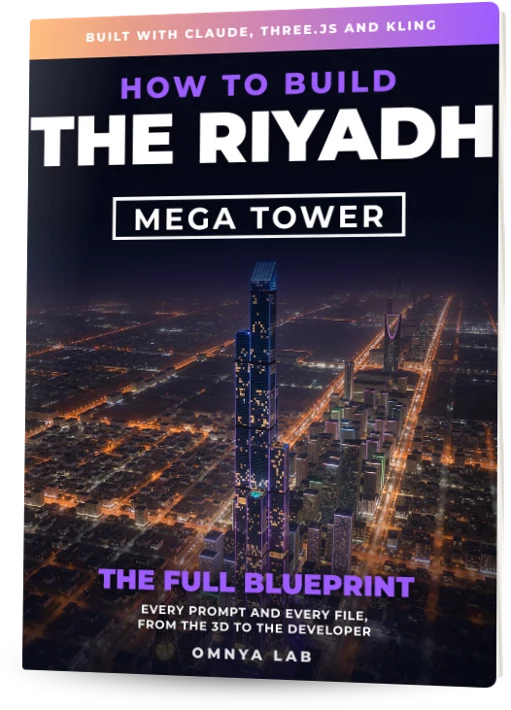 BUILT WITH CLAUDE, THREE.JS AND KLING
HOW TO BUILD
THE RIYADH
MEGA TOWER
THE FULL BLUEPRINT
EVERY PROMPT AND EVERY FILE,
FROM THE 3D TO THE DEVELOPER
OMNYA LAB